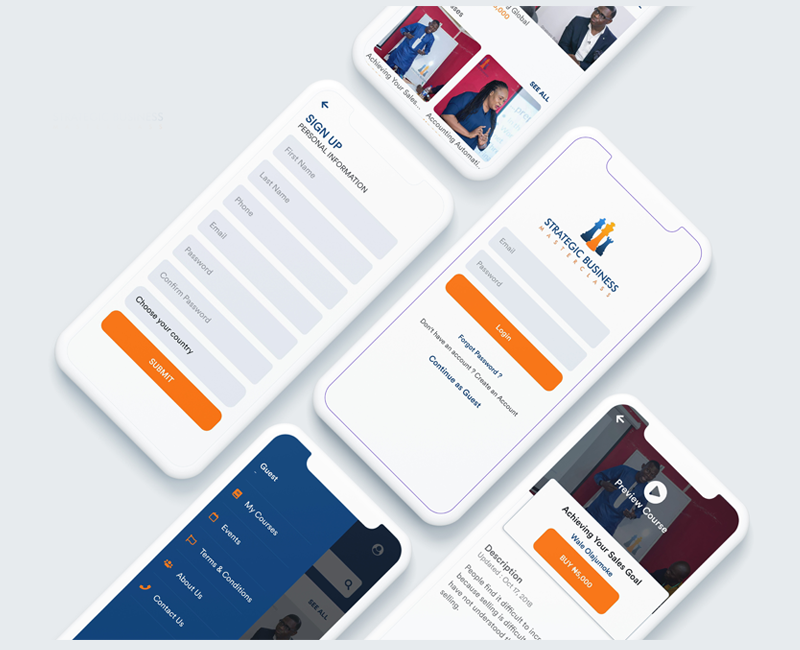 SIGN UP
PERSONAL INFORMATION
First Name
Last Name
Phone
Email
Password
Confirm Password
Choose your country
SUBMIT
Global
SEE ALL
Achieving Your Sales...
Accounting Automati...
STRATEGIC BUSINESS
MASTERCLASS
Email
Password
Login
Forgot Password ?
Don't have an account ? Create an Account
Continue as Guest
Guest
My Courses
Events
Terms & Conditions
About Us
Contact Us
SEE ALL
Preview Course
Achieving Your Sales Goal
Wale Olajumoke
BUY ₦5,000
Description
Updated : Oct 17, 2018
People find it difficult to
because selling is
have not understood
selling.